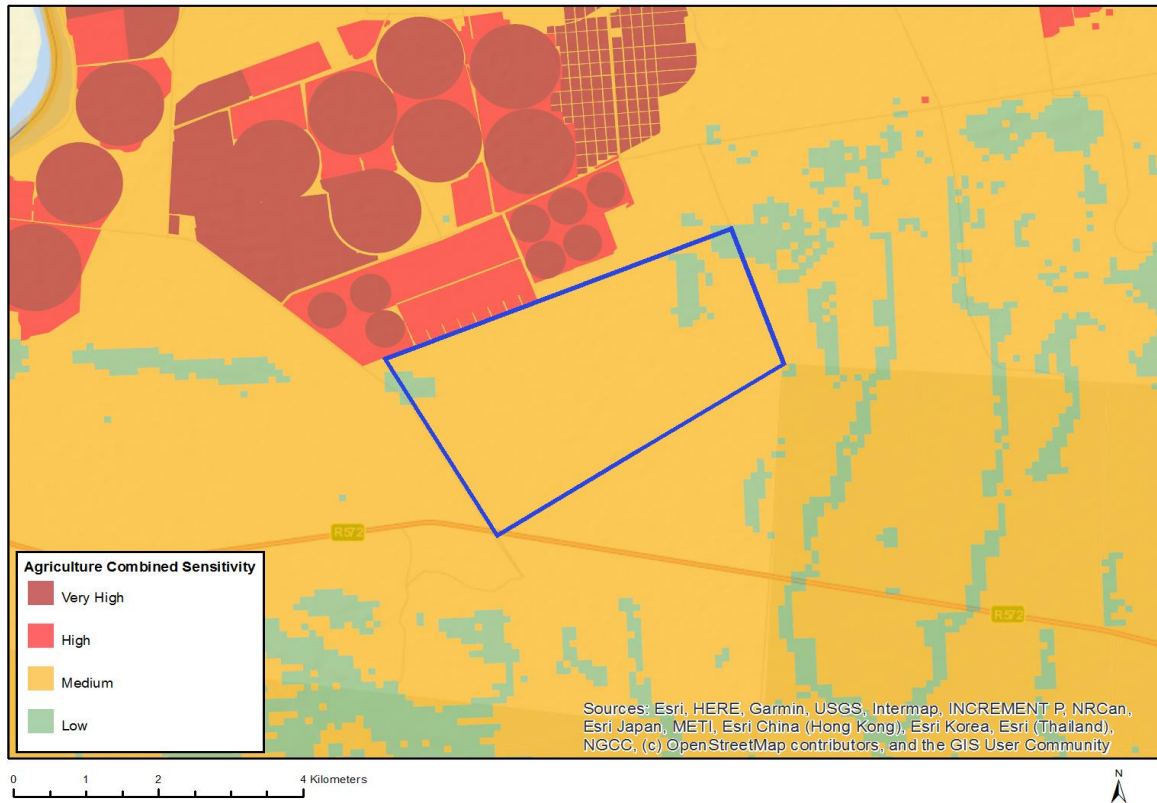 R572
R572
Agriculture Combined Sensitivity
Very High
High
Medium
Low
Sources: Esri, HERE, Garmin, USGS, Intermap, INCREMENT P, NRCan,
Esri Japan, METI, Esri China (Hong Kong), Esri Korea, Esri (Thailand),
NGCC, (c) OpenStreetMap contributors, and the GIS User Community
0 1 2 4 Kilometers
N